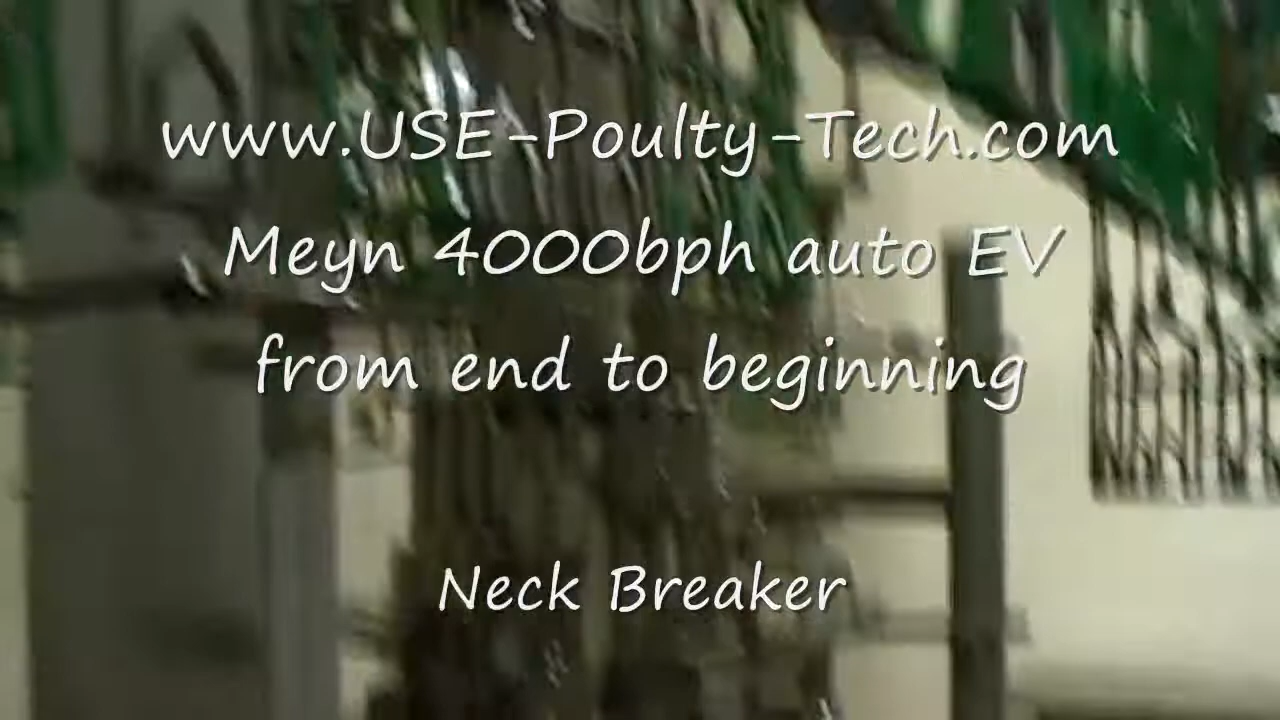 www.USE-Poulty-Tech.com
Meyn 4000bph auto EV
from end to beginning
Neck Breaker